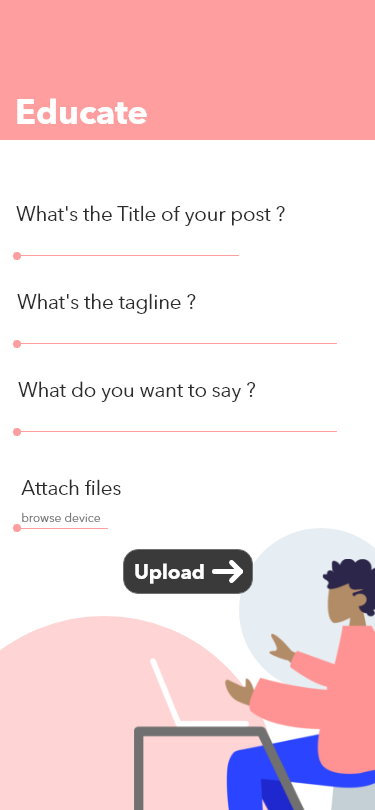 Educate
What's the Title of your post ?
What's the tagline ?
What do you want to say ?
Attach files
browse device
Upload